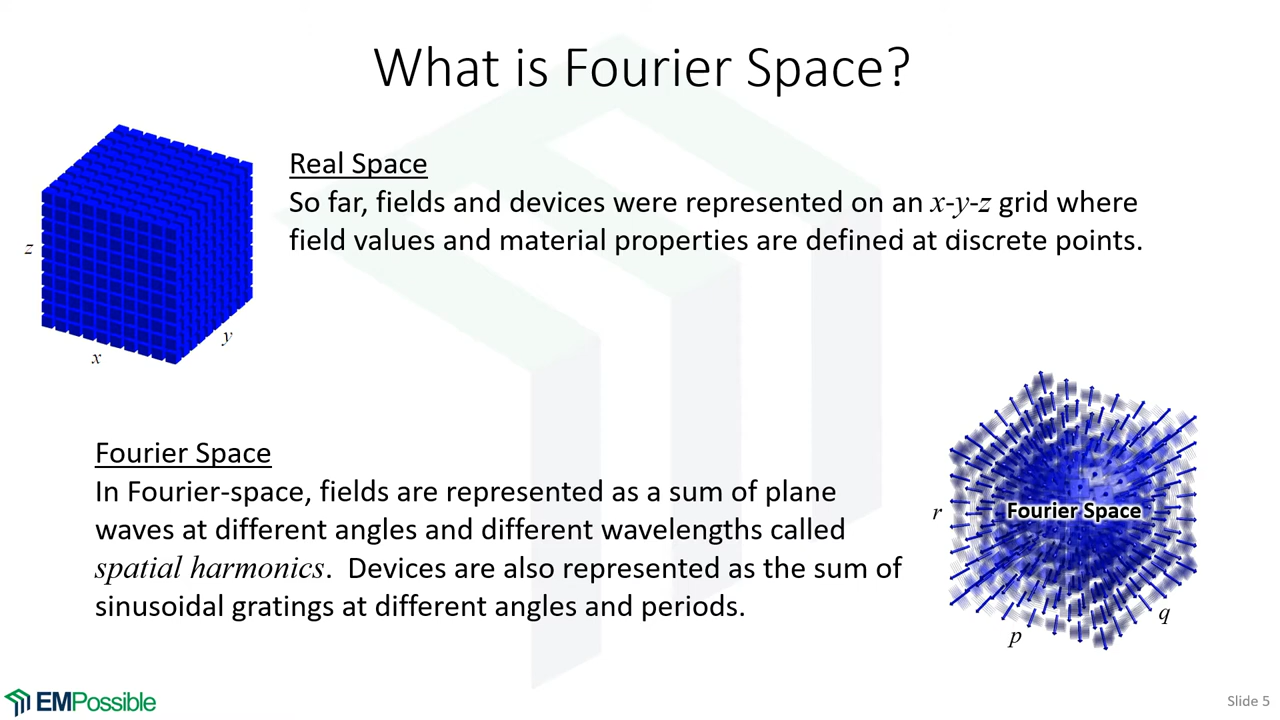 What is Fourier Space?
Real Space
So far, fields and devices were represented on an x-y-z grid where
field values and material properties are defined at discrete points.
z
y
x
Fourier Space
In Fourier-space, fields are represented as a sum of plane
waves at different angles and different wavelengths called
spatial harmonics. Devices are also represented as the sum of
sinusoidal gratings at different angles and periods.
r
Fourier Space
q
p
EMPossible
Slide 5